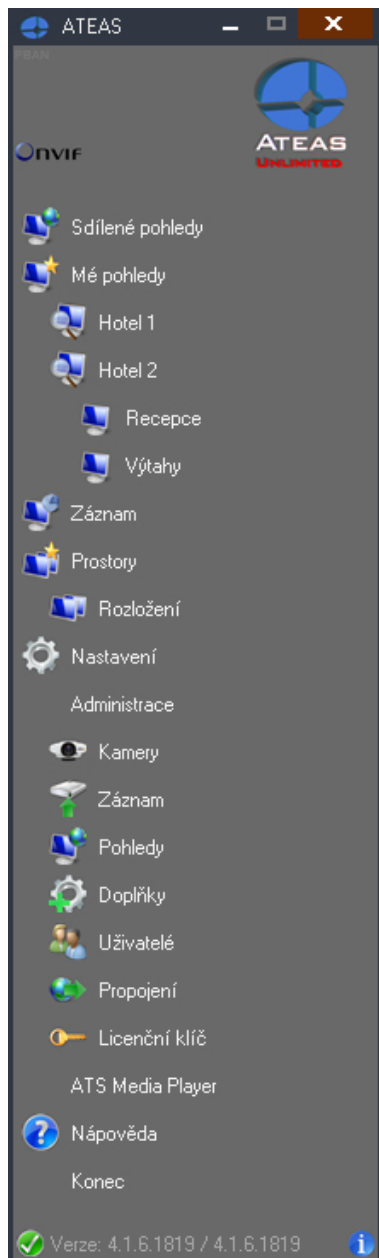 ATEAS
FBAN
ATEAS
UNLIMITED
ONVIF
Sdílené pohledy
Mé pohledy
Hotel 1
Hotel 2
Recepce
Výtahy
Záznam
Prostory
Rozložení
Nastavení
Administrace
Kamery
Záznam
Pohledy
Doplňky
Uživatelé
Propojení
Licenční klíč
ATS Media Player
Nápověda
Konec
Verze: 4.1.6.1819 / 4.1.6.1819